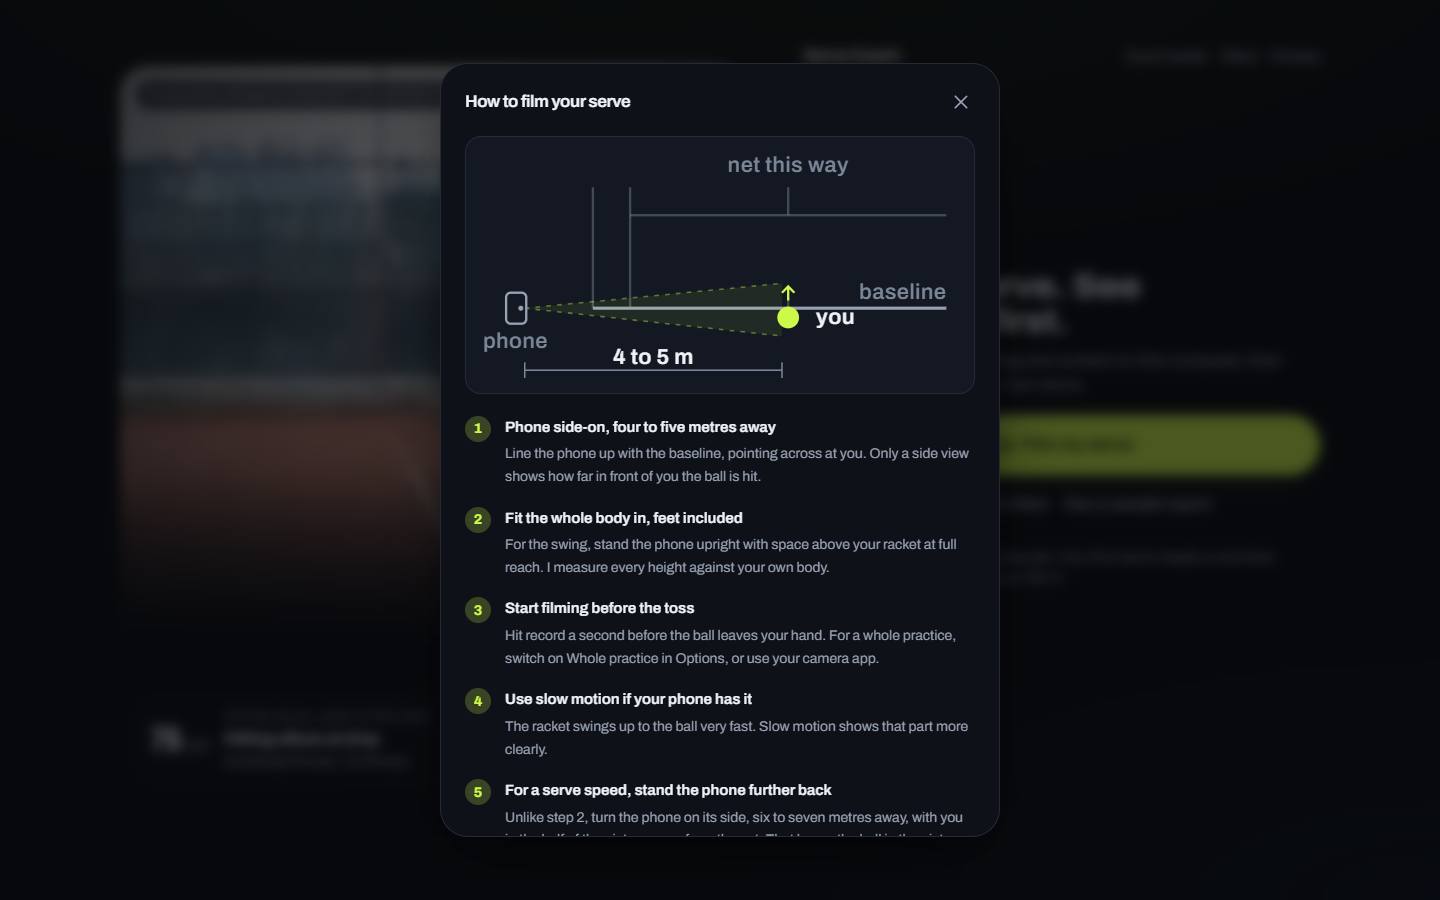 How to film your serve
net this way
baseline
you
phone
4 to 5 m
1
Phone side-on, four to five metres away
Line the phone up with the baseline, pointing across at you. Only a side view
shows how far in front of you the ball is hit.
2
Fit the whole body in, feet included
For the swing, stand the phone upright with space above your racket at full
reach. I measure every height against your own body.
3
Start filming before the toss
Hit record a second before the ball leaves your hand. For a whole practice,
switch on Whole practice in Options, or use your camera app.
4
Use slow motion if your phone has it
The racket swings up to the ball very fast. Slow motion shows that part more
clearly.
5
For a serve speed, stand the phone further back
Unlike step 2, turn the phone on its side, six to seven metres away, with you